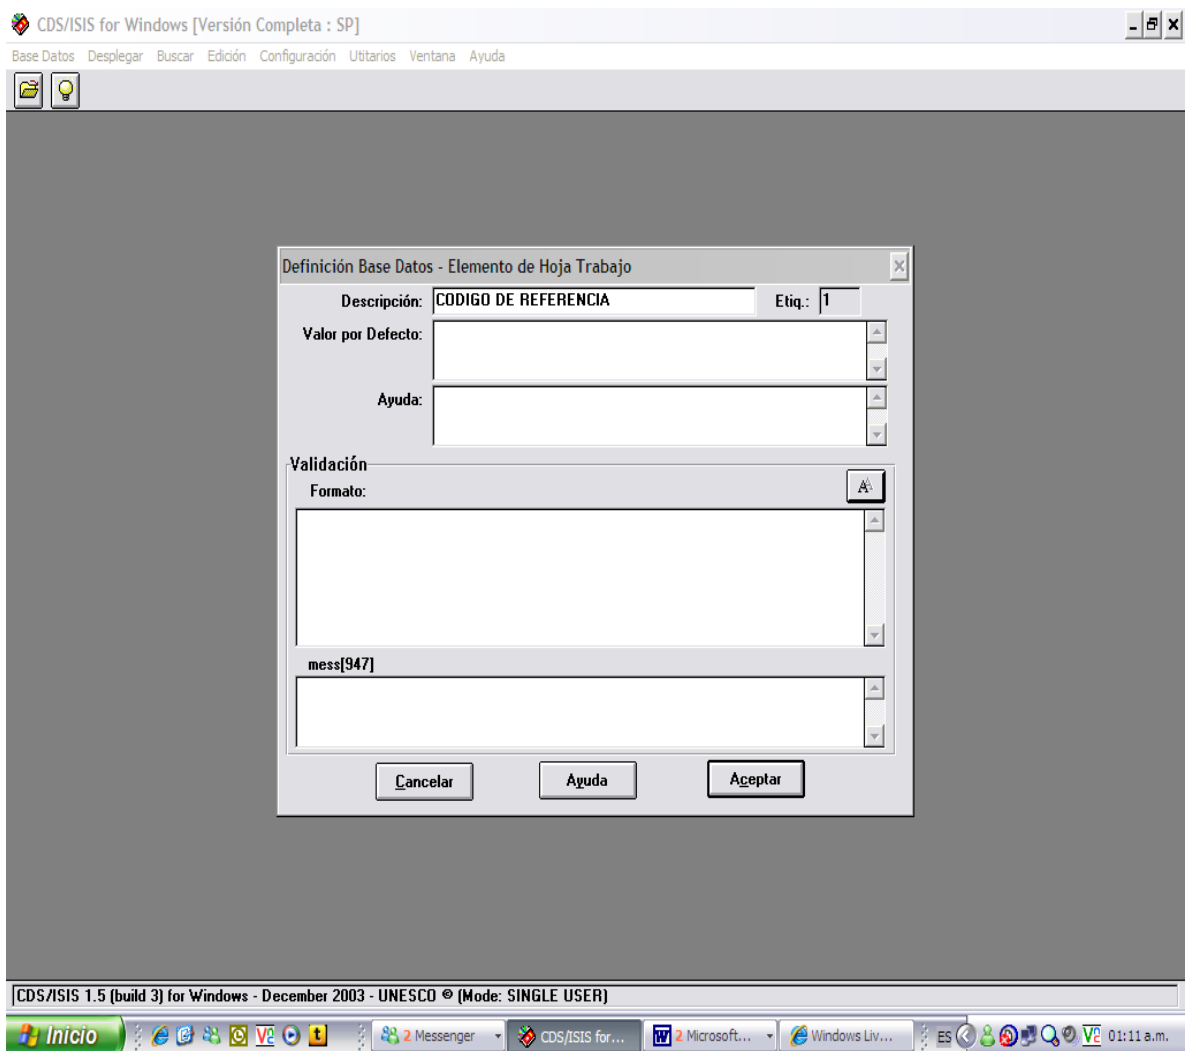 CDS/ISIS for Windows [Versión Completa : SP]
Base Datos Desplegar Buscar Edición Configuración Utitarios Ventana Ayuda
Definición Base Datos - Elemento de Hoja Trabajo
Descripción: CODIGO DE REFERENCIA Etiq.: 1
Valor por Defecto:
Ayuda:
Validación
Formato:
mess[947]
Cancelar Ayuda Aceptar
CDS/ISIS 1.5 (build 3) for Windows - December 2003 - UNESCO © (Mode: SINGLE USER)
Inicio 2 Messenger CDS/ISIS for... 2 Microsoft... Windows Liv... ES 01:11 a.m.